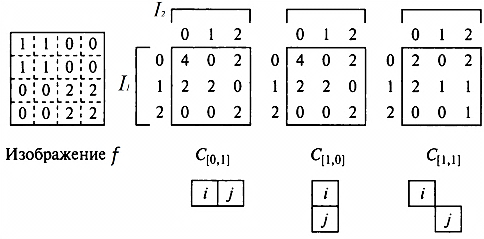 I₂
0 1 2
0 1 2
0 1 2
1 1 0 0
1 1 0 0
0 0 2 2
0 0 2 2
I₁
0 4 0 2
1 2 2 0
2 0 0 2
0 4 0 2
1 2 2 0
2 0 0 2
0 2 0 2
1 2 1 1
2 0 0 1
Изображение f
C[0,1]
C[1,0]
C[1,1]
i j
i
j
i
j